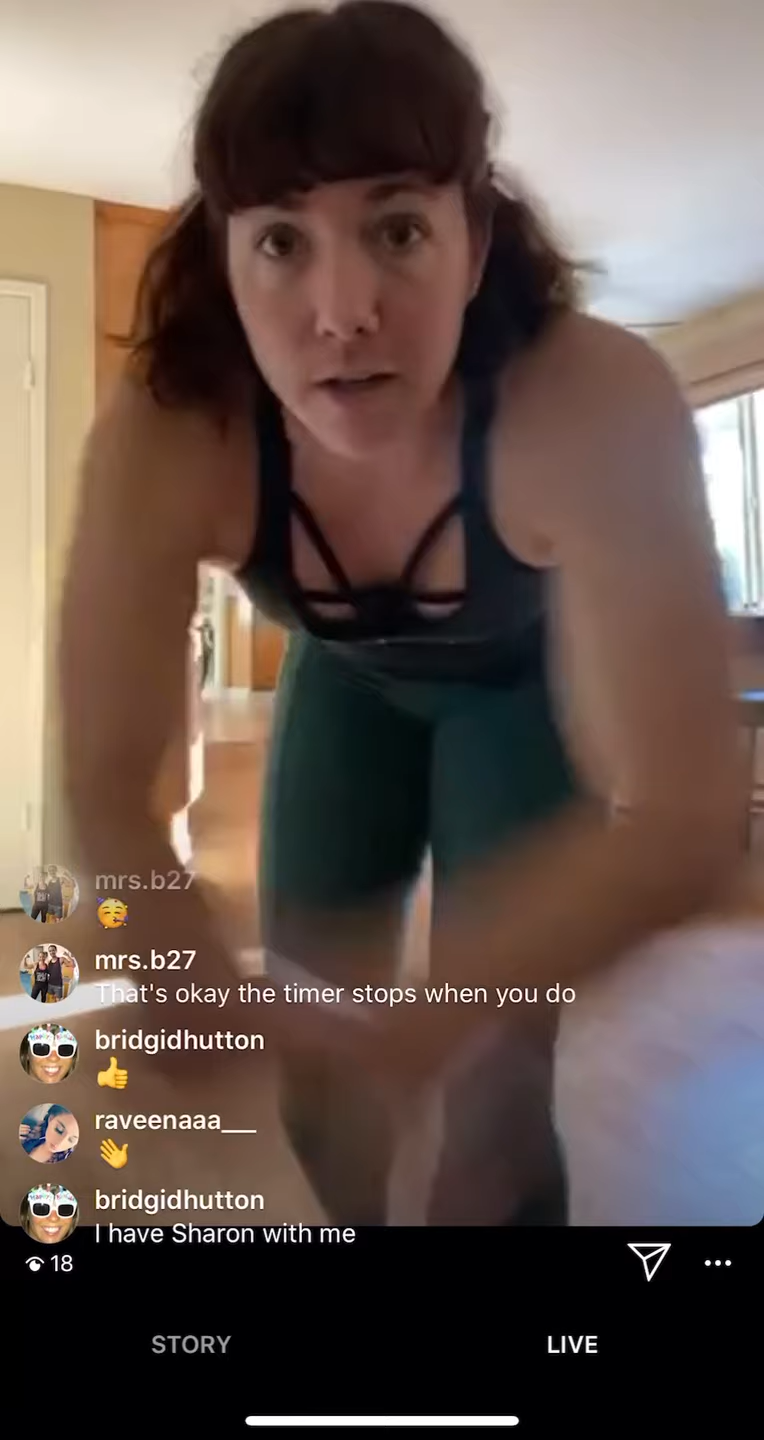 mrs.b27
🥳
mrs.b27
That's okay the timer stops when you do
bridgidhutton
👍
raveenaaa___
👋
bridgidhutton
I have Sharon with me
18
STORY LIVE